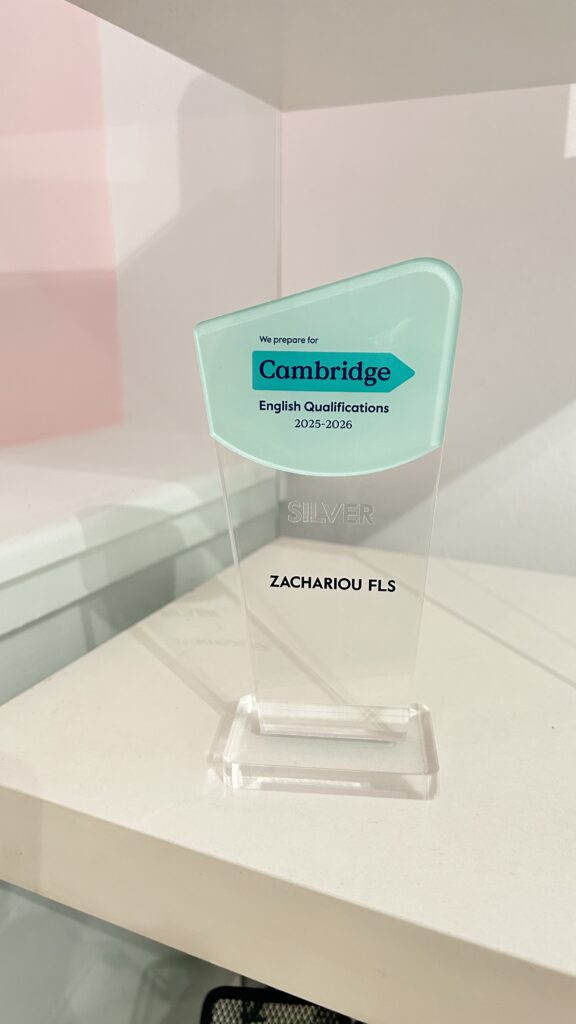 We prepare for
Cambridge
English Qualifications
2025-2026
SILVER
ZACHARIOU FLS